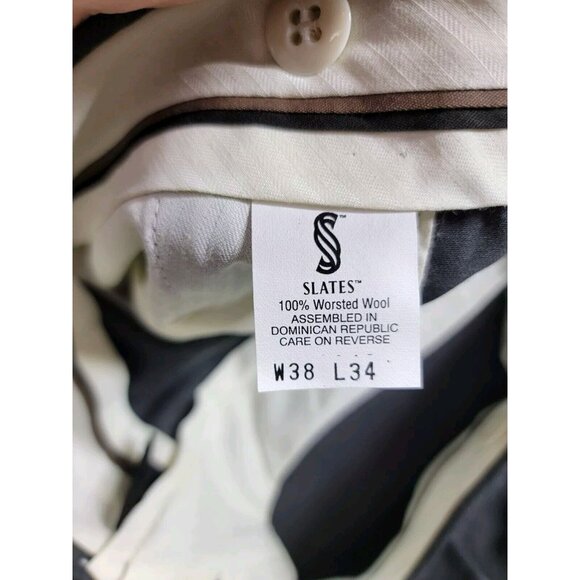 SLATES™
100% Worsted Wool
ASSEMBLED IN
DOMINICAN REPUBLIC
CARE ON REVERSE
W38 L34